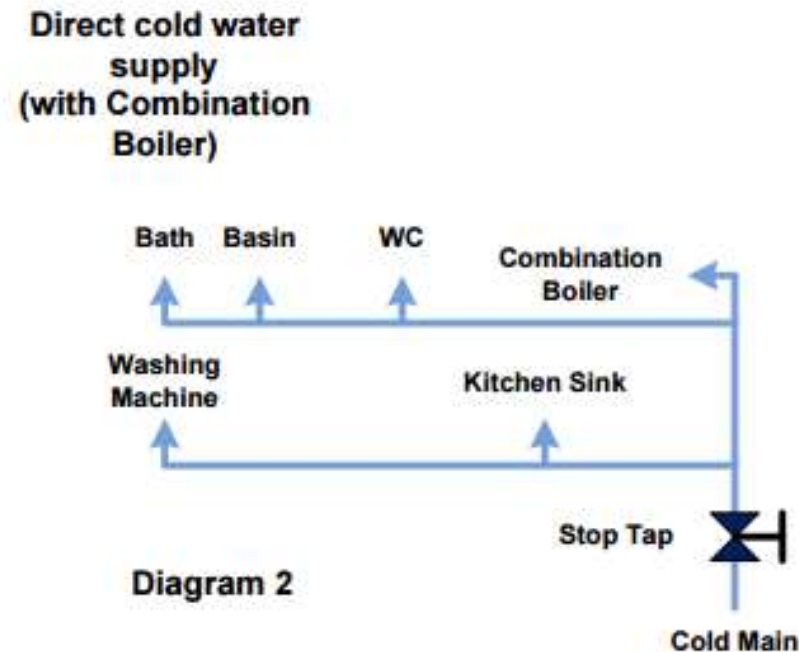 Direct cold water
supply
(with Combination
Boiler)
Bath Basin WC
Combination
Boiler
Washing
Machine
Kitchen Sink
Stop Tap
Diagram 2
Cold Main